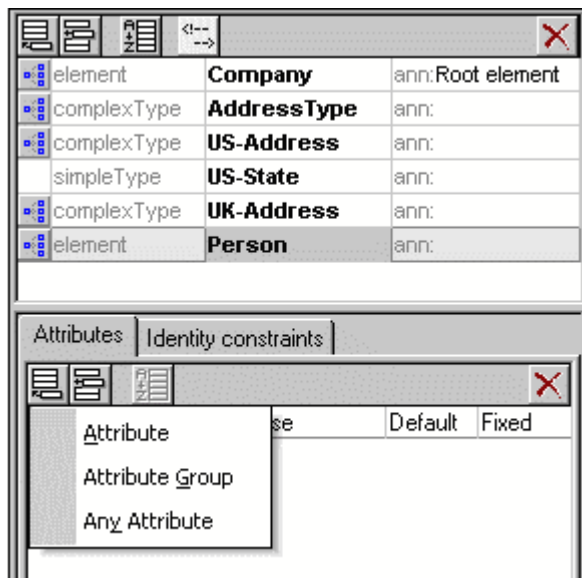 element Company ann:Root element
complexType AddressType ann:
complexType US-Address ann:
simpleType US-State ann:
complexType UK-Address ann:
element Person ann:
Attributes Identity constraints
se Default Fixed
Attribute
Attribute Group
Any Attribute